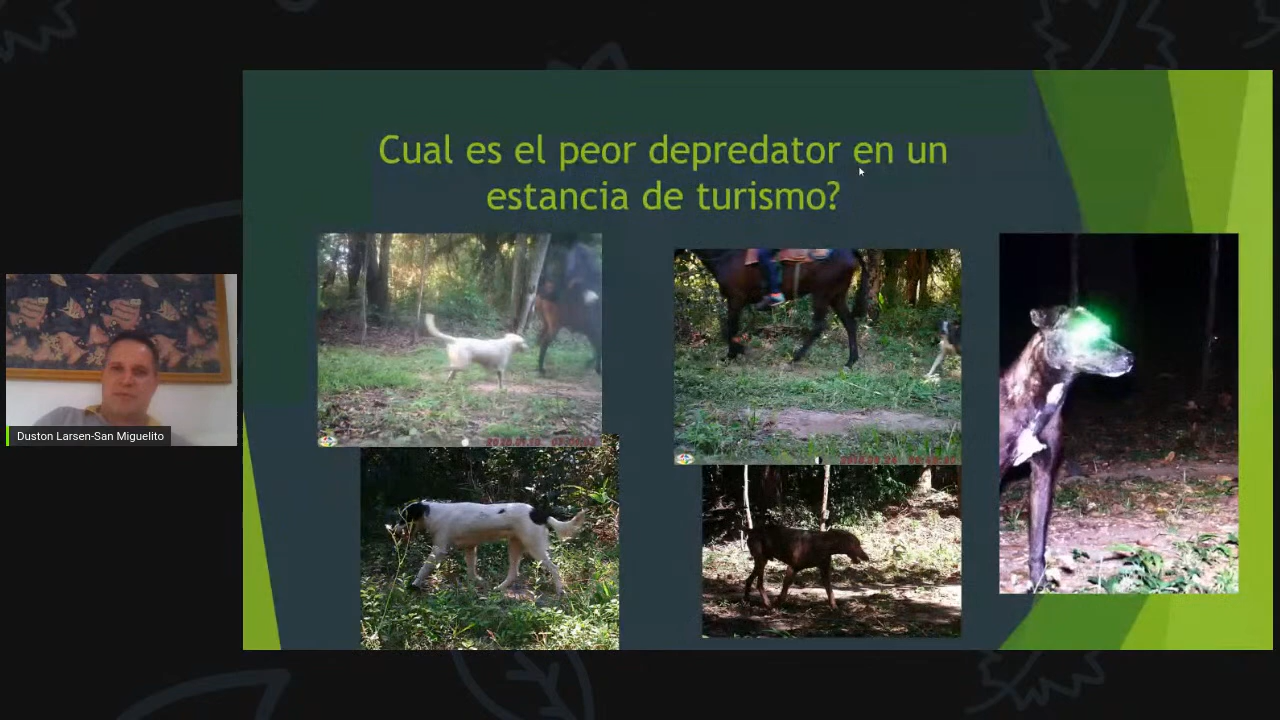 Cual es el peor depredator en un
estancia de turismo?
Duston Larsen-San Miguelito